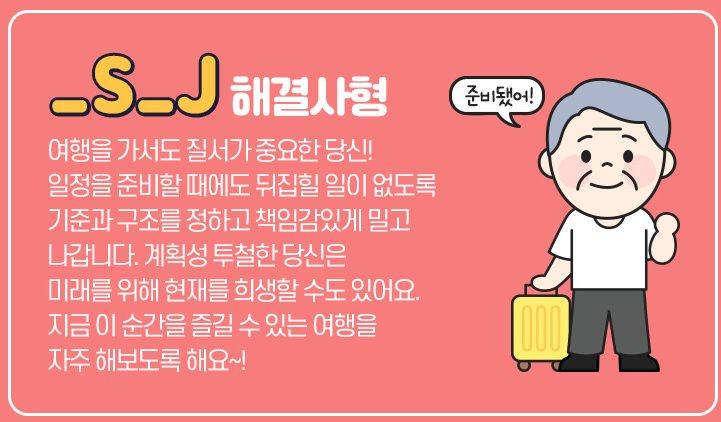 _S_J 해결사형
준비됐어!
여행을 가서도 질서가 중요한 당신!
일정을 준비할 때에도 뒤집힐 일이 없도록
기준과 구조를 정하고 책임감있게 밀고
나갑니다. 계획성 투철한 당신은
미래를 위해 현재를 희생할 수도 있어요.
지금 이 순간을 즐길 수 있는 여행을
자주 해보도록 해요~!